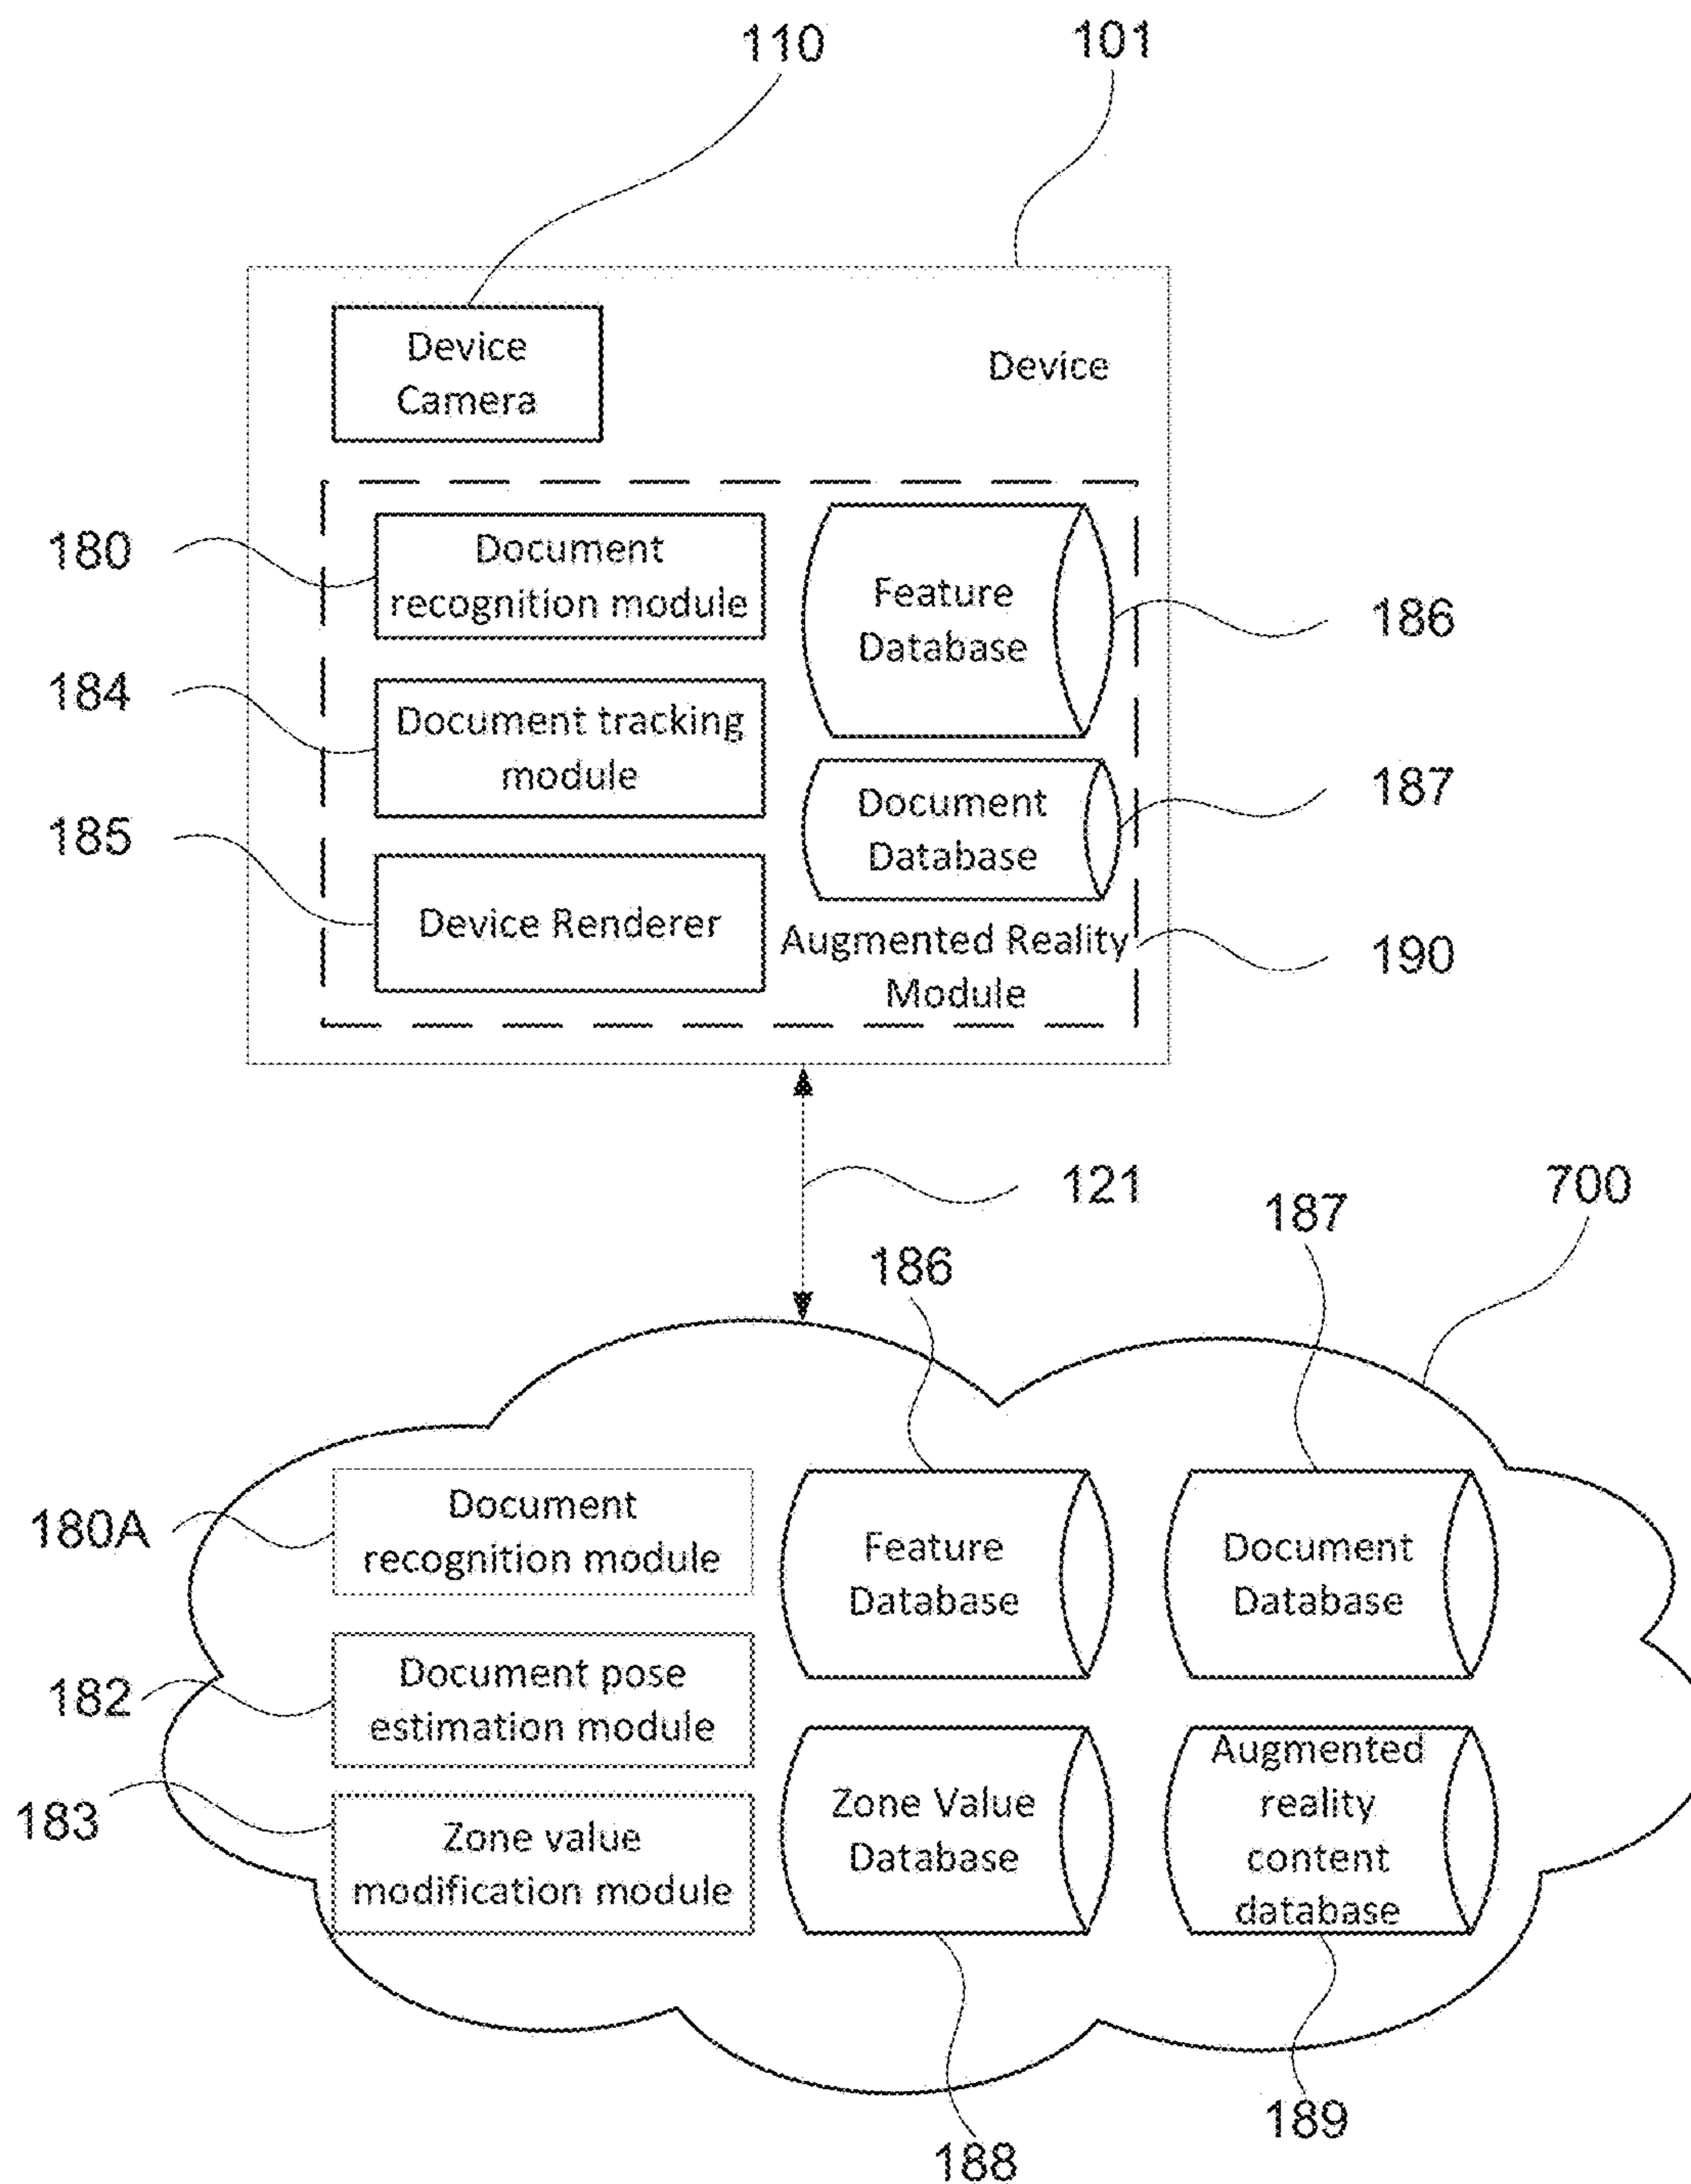 110
101
Device
Camera
Device
180
Document
recognition module
Feature
Database
186
184
Document tracking
module
187
Document
Database
185
Device Renderer
Augmented Reality
Module
190
121
700
187
186
180A
Document
recognition module
Feature
Database
Document
Database
182
Document pose
estimation module
183
Zone value
modification module
Zone Value
Database
Augmented
reality
content
database
189
188